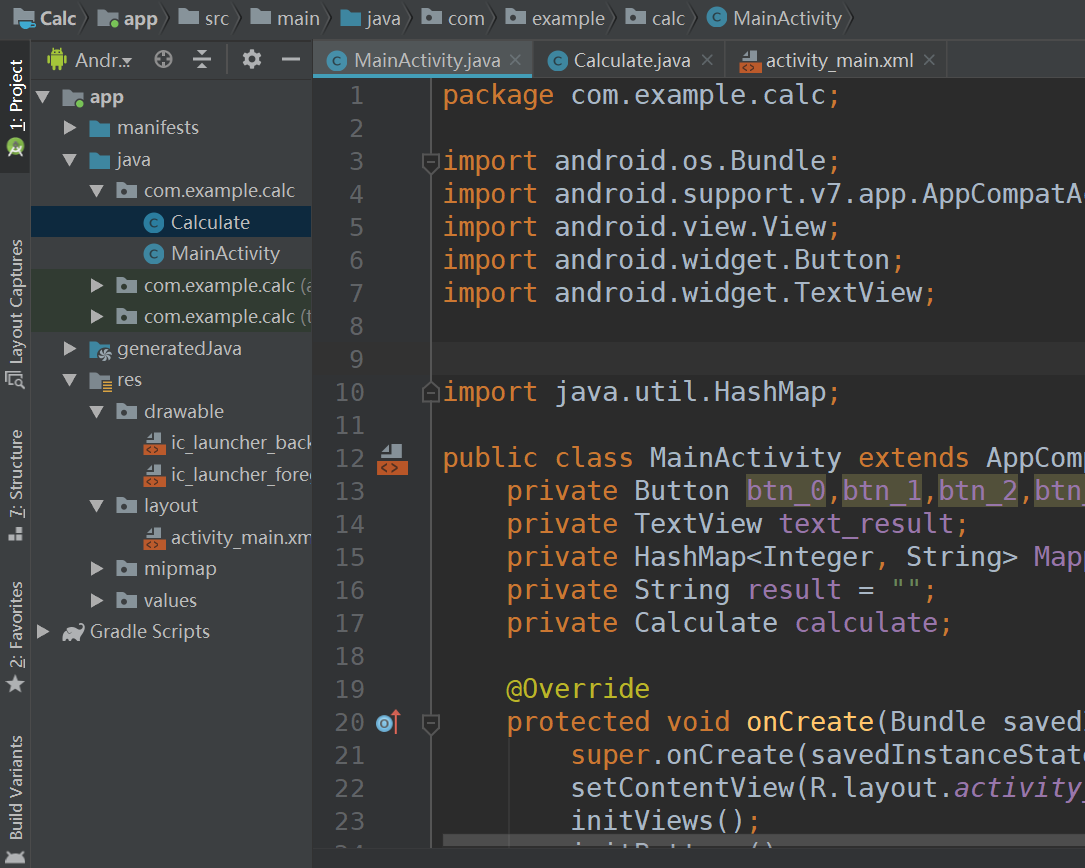 Calc app src main java com example calc MainActivity
Andr...
MainActivity.java Calculate.java activity_main.xml
1: Project
Layout Captures
7: Structure
2: Favorites
Build Variants
app
manifests
java
com.example.calc
Calculate
MainActivity
com.example.calc (a
com.example.calc (t
generatedJava
res
drawable
ic_launcher_back
ic_launcher_fore
layout
activity_main.xm
mipmap
values
Gradle Scripts
1 package com.example.calc;
2
3 import android.os.Bundle;
4 import android.support.v7.app.AppCompatA
5 import android.view.View;
6 import android.widget.Button;
7 import android.widget.TextView;
8
9
10 import java.util.HashMap;
11
12 public class MainActivity extends AppCom
13 private Button btn_0,btn_1,btn_2,btn_
14 private TextView text_result;
15 private HashMap<Integer, String> Map
16 private String result = "";
17 private Calculate calculate;
18
19 @Override
20 protected void onCreate(Bundle saved
21 super.onCreate(savedInstanceState
22 setContentView(R.layout.activity_
23 initViews();